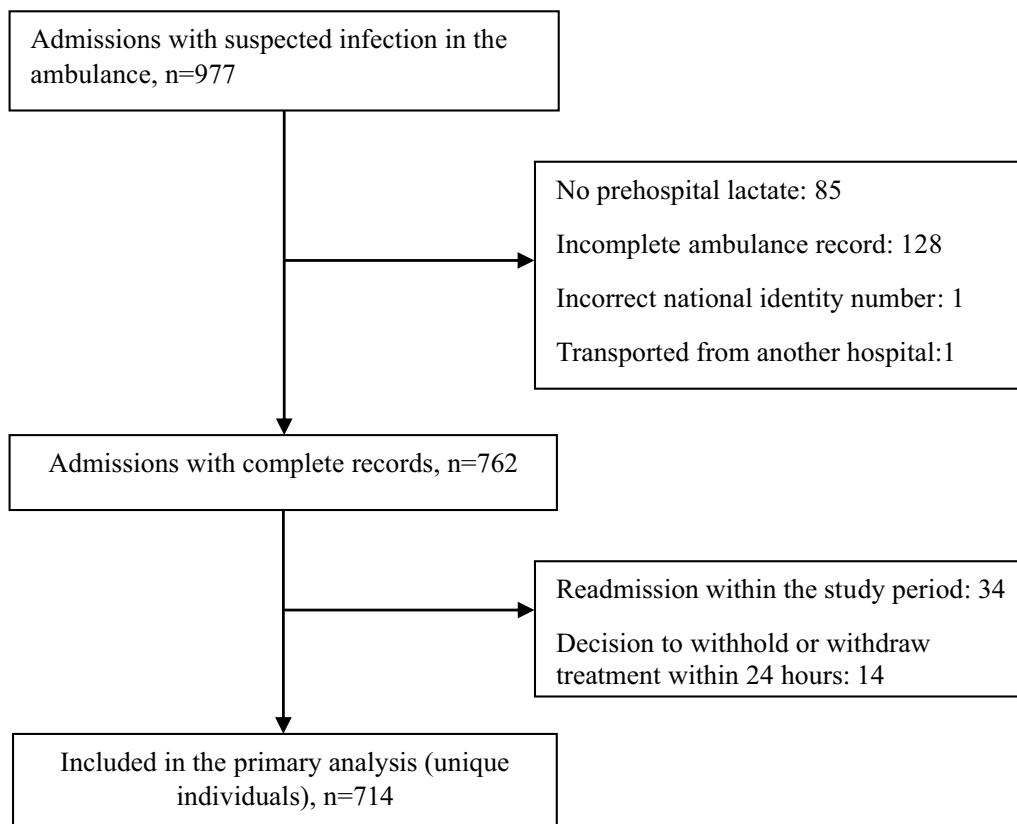 Admissions with suspected infection in the
ambulance, n=977
No prehospital lactate: 85
Incomplete ambulance record: 128
Incorrect national identity number: 1
Transported from another hospital:1
Admissions with complete records, n=762
Readmission within the study period: 34
Decision to withhold or withdraw
treatment within 24 hours: 14
Included in the primary analysis (unique
individuals), n=714